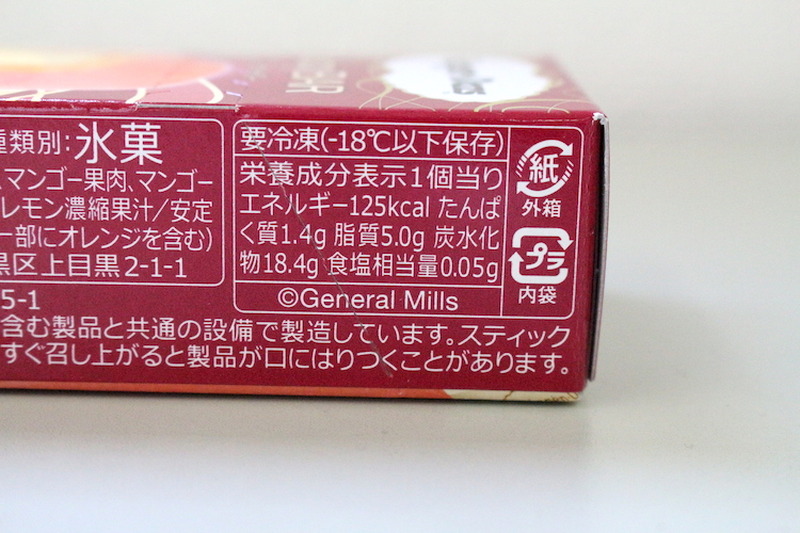 種類別:氷菓
、マンゴー果肉、マンゴー
レモン濃縮果汁／安定
一部にオレンジを含む)
黒区上目黒2-1-1
5-1
要冷凍(-18℃以下保存)
栄養成分表示1個当り
エネルギー125kcal たんぱ
く質1.4g 脂質5.0g 炭水化
物18.4g 食塩相当量0.05g
©General Mills
紙
外箱
プラ
内袋
含む製品と共通の設備で製造しています。スティック
すぐ召し上がると製品が口にはりつくことがあります。